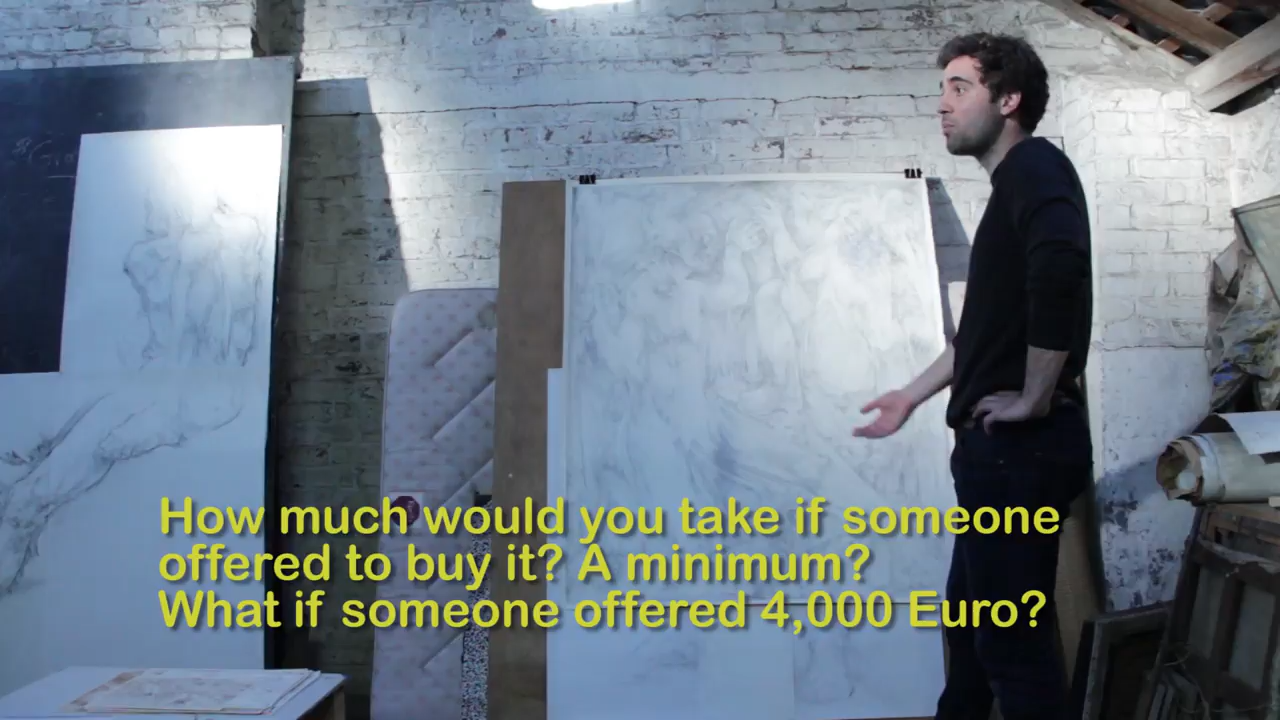 How much would you take if someone
offered to buy it? A minimum?
What if someone offered 4,000 Euro?